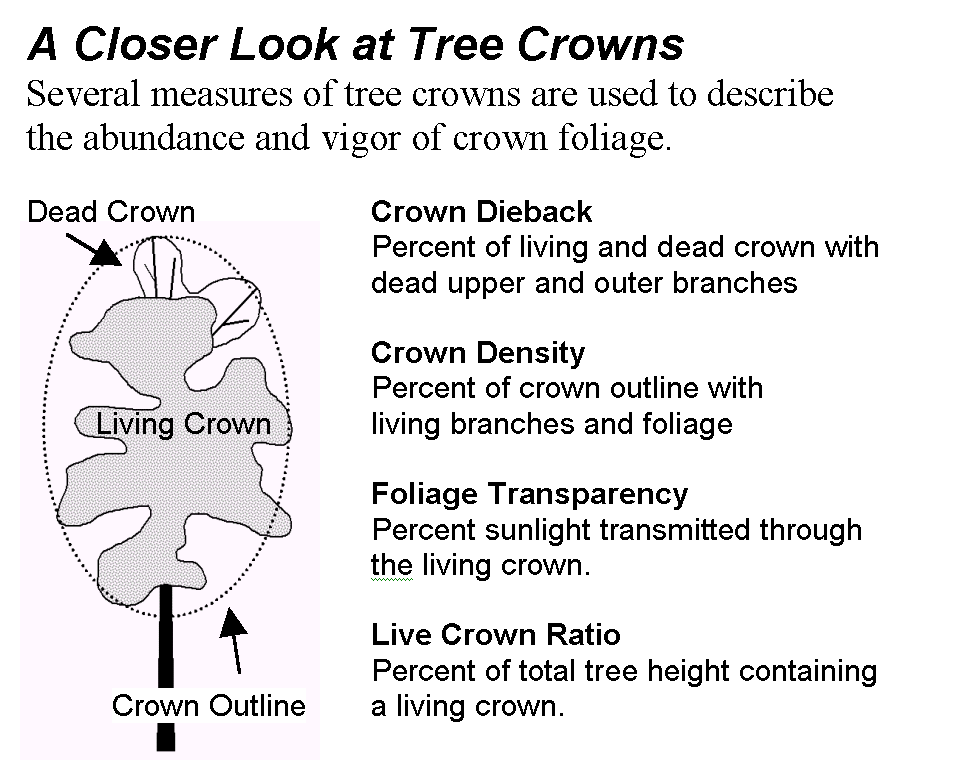 A Closer Look at Tree Crowns
Several measures of tree crowns are used to describe
the abundance and vigor of crown foliage.
Dead Crown
Living Crown
Crown Outline
Crown Dieback
Percent of living and dead crown with
dead upper and outer branches
Crown Density
Percent of crown outline with
living branches and foliage
Foliage Transparency
Percent sunlight transmitted through
the living crown.
Live Crown Ratio
Percent of total tree height containing
a living crown.